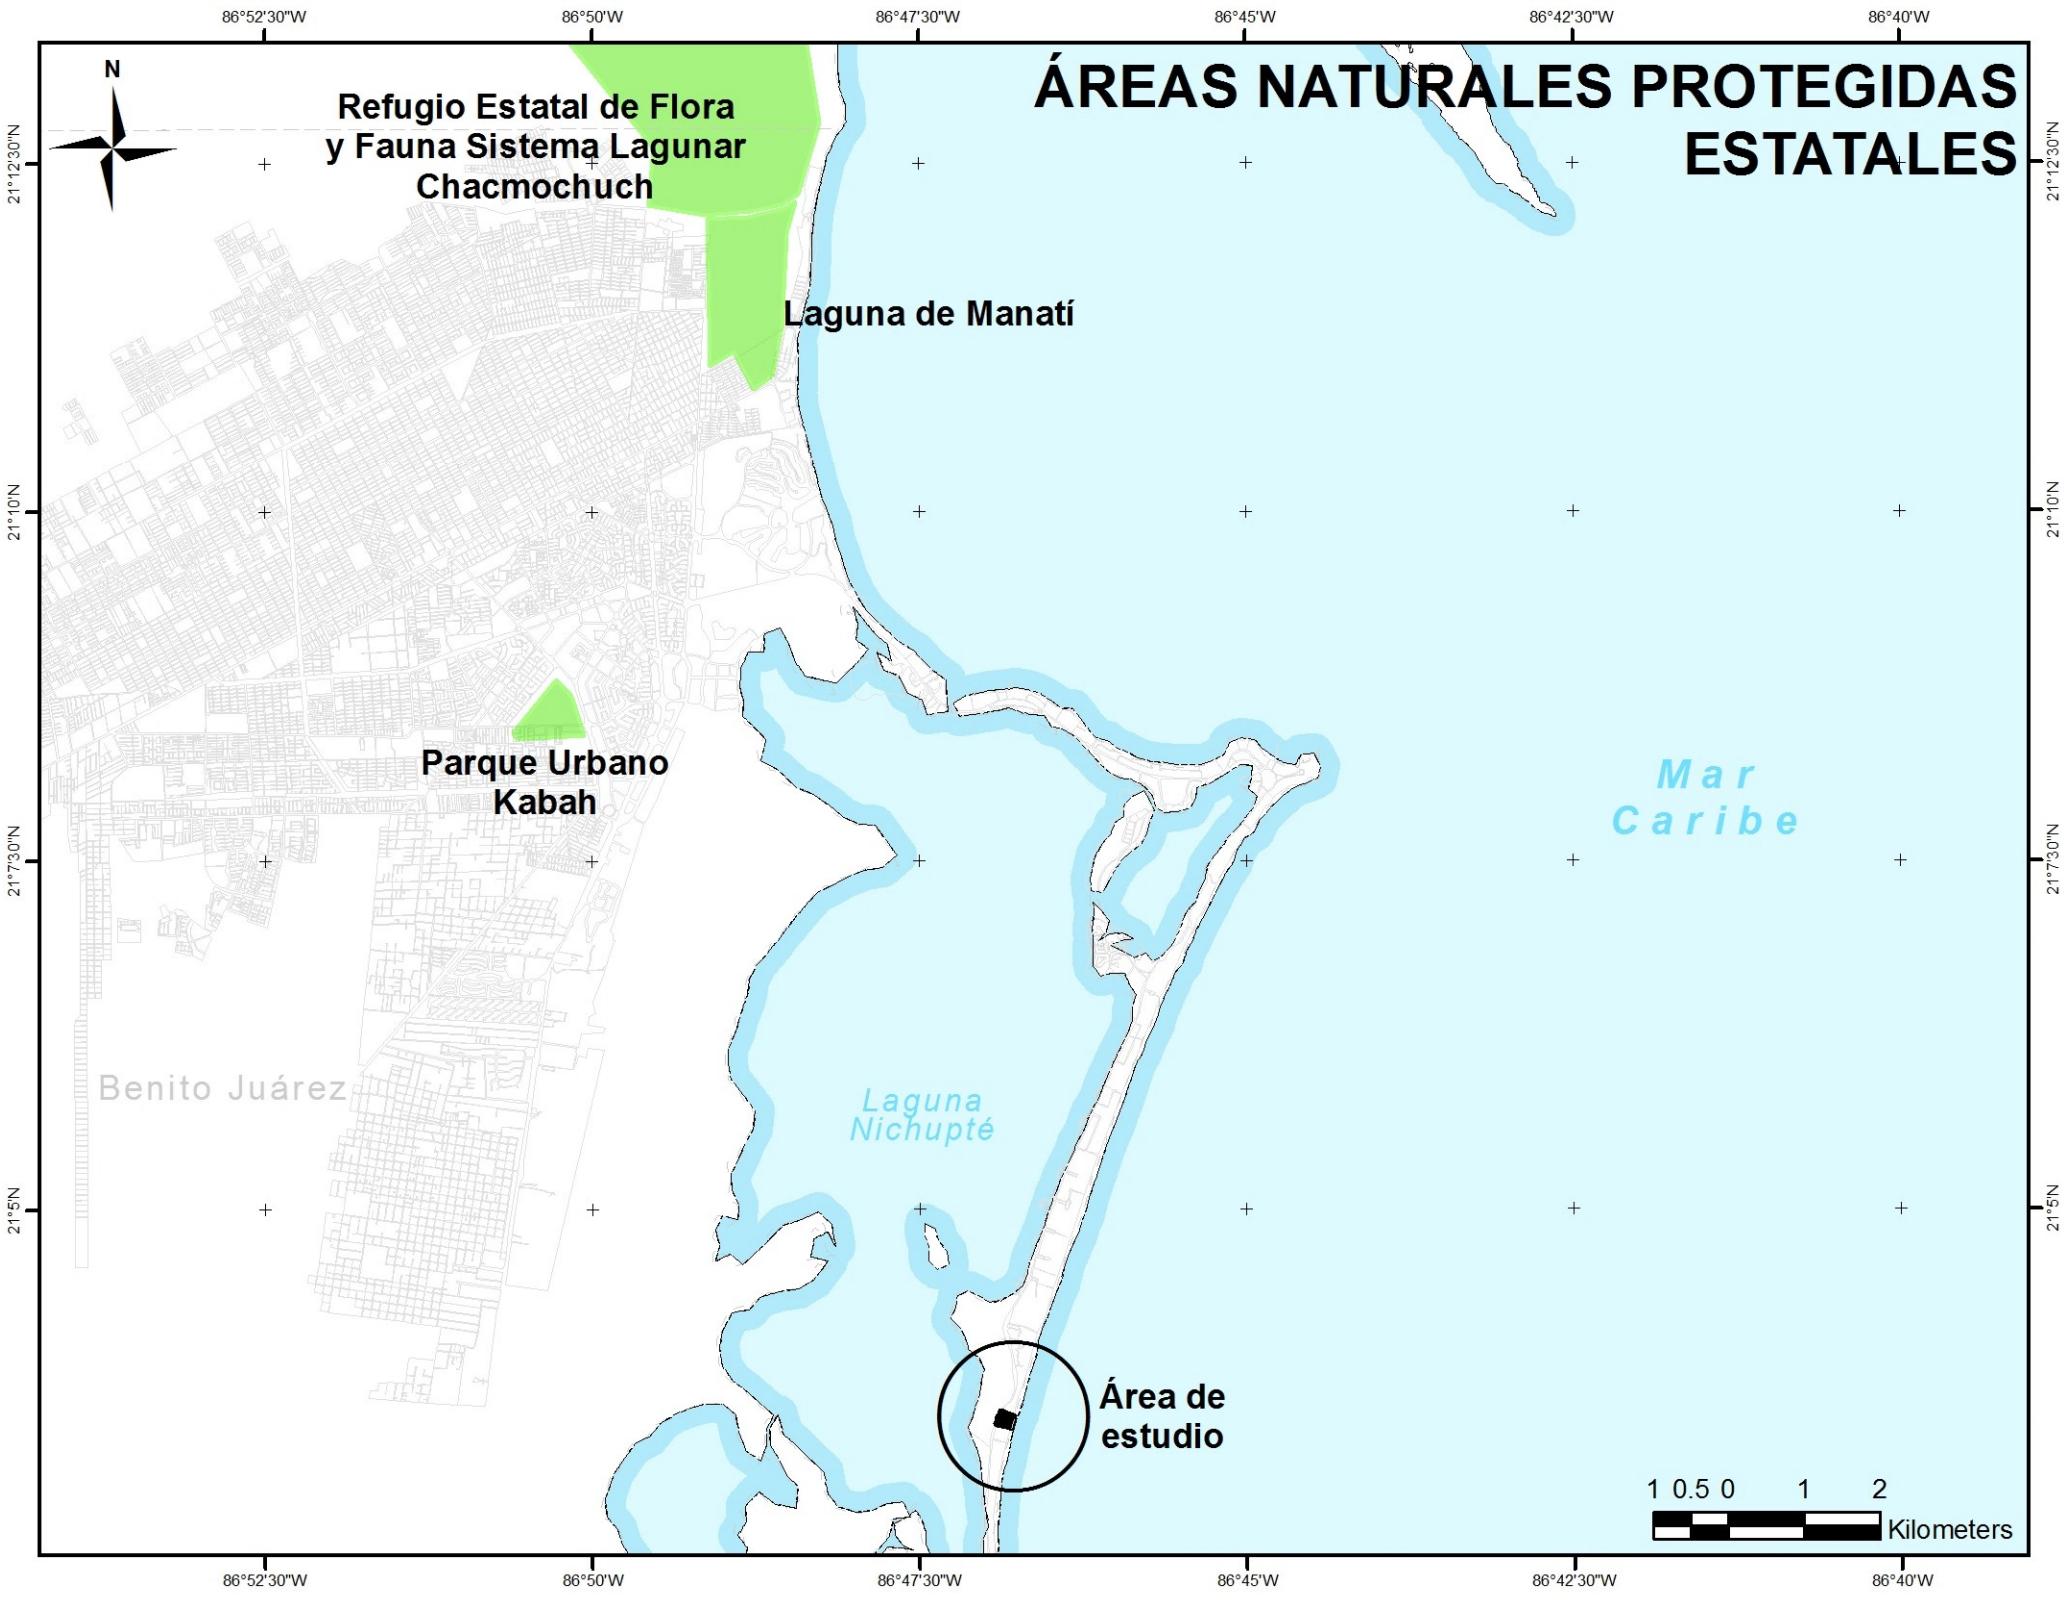 86°52'30"W 86°50'W 86°47'30"W 86°45'W 86°42'30"W 86°40'W
N
ÁREAS NATURALES PROTEGIDAS
ESTATALES
Refugio Estatal de Flora
y Fauna Sistema Lagunar
Chacmochuch
21°12'30"N 21°12'30"N
Laguna de Manatí
21°10'N 21°10'N
Parque Urbano
Kabah
Mar
Caribe
21°7'30"N 21°7'30"N
Benito Juárez
Laguna
Nichupté
21°5'N 21°5'N
Área de
estudio
1 0.5 0 1 2
Kilometers
86°52'30"W 86°50'W 86°47'30"W 86°45'W 86°42'30"W 86°40'W